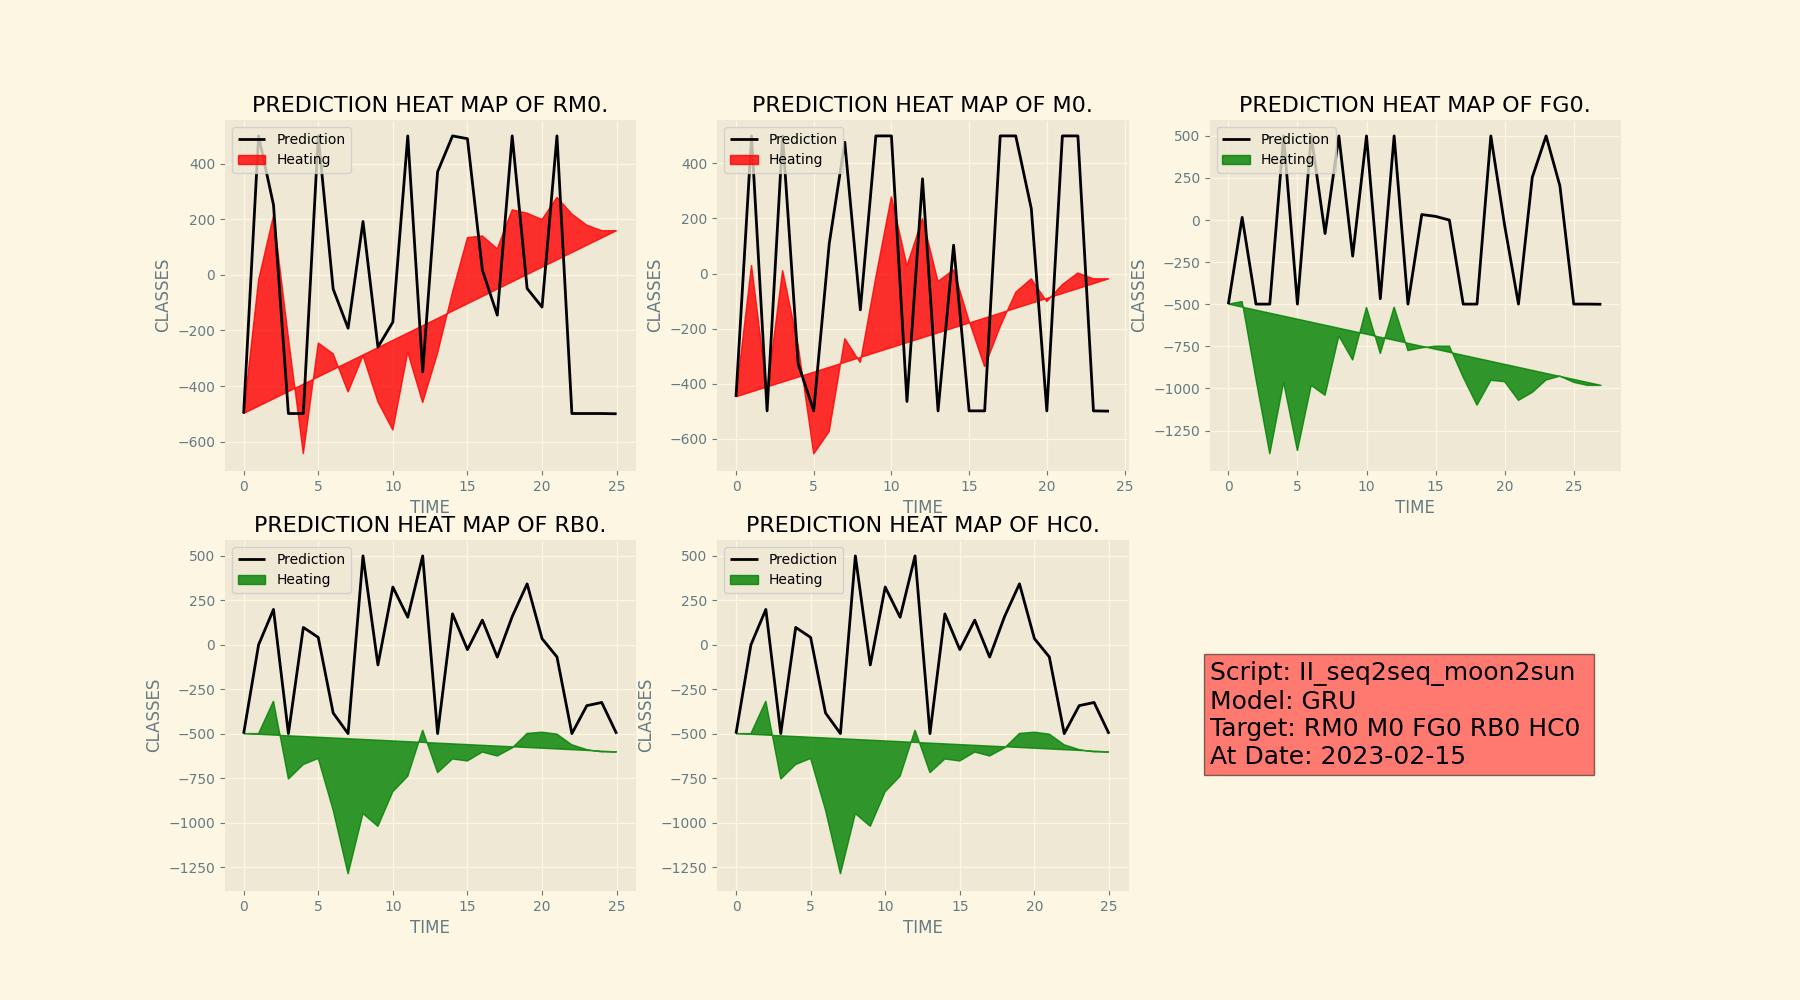 PREDICTION HEAT MAP OF RM0.
Prediction
Heating
400
200
0
−200
−400
−600
CLASSES
0 5 10 15 20 25
TIME
PREDICTION HEAT MAP OF M0.
Prediction
Heating
400
200
0
−200
−400
−600
CLASSES
0 5 10 15 20 25
TIME
PREDICTION HEAT MAP OF FG0.
Prediction
Heating
500
250
0
−250
−500
−750
−1000
−1250
CLASSES
0 5 10 15 20 25
TIME
PREDICTION HEAT MAP OF RB0.
Prediction
Heating
500
250
0
−250
−500
−750
−1000
−1250
CLASSES
0 5 10 15 20 25
TIME
PREDICTION HEAT MAP OF HC0.
Prediction
Heating
500
250
0
−250
−500
−750
−1000
−1250
CLASSES
0 5 10 15 20 25
TIME
Script: II_seq2seq_moon2sun
Model: GRU
Target: RM0 M0 FG0 RB0 HC0
At Date: 2023-02-15